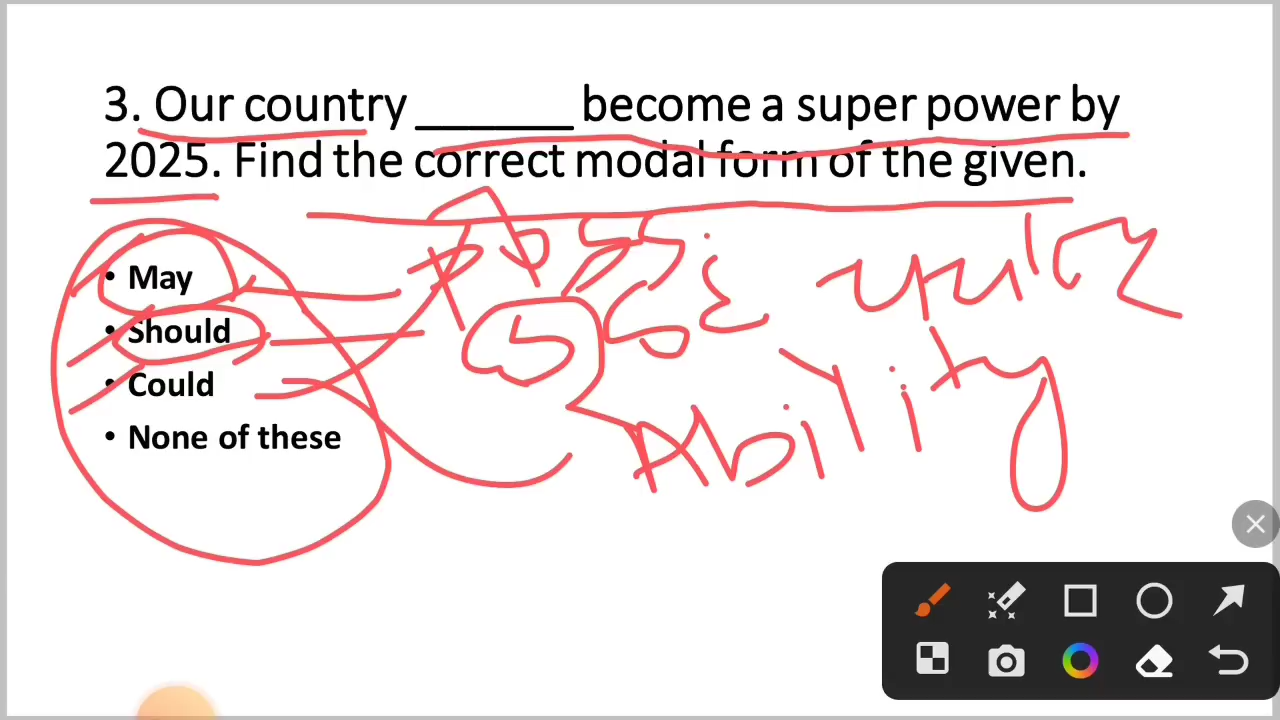 3. Our country ______ become a super power by
2025. Find the correct modal form of the given.
• May
• Should
• Could
• None of these
Ability